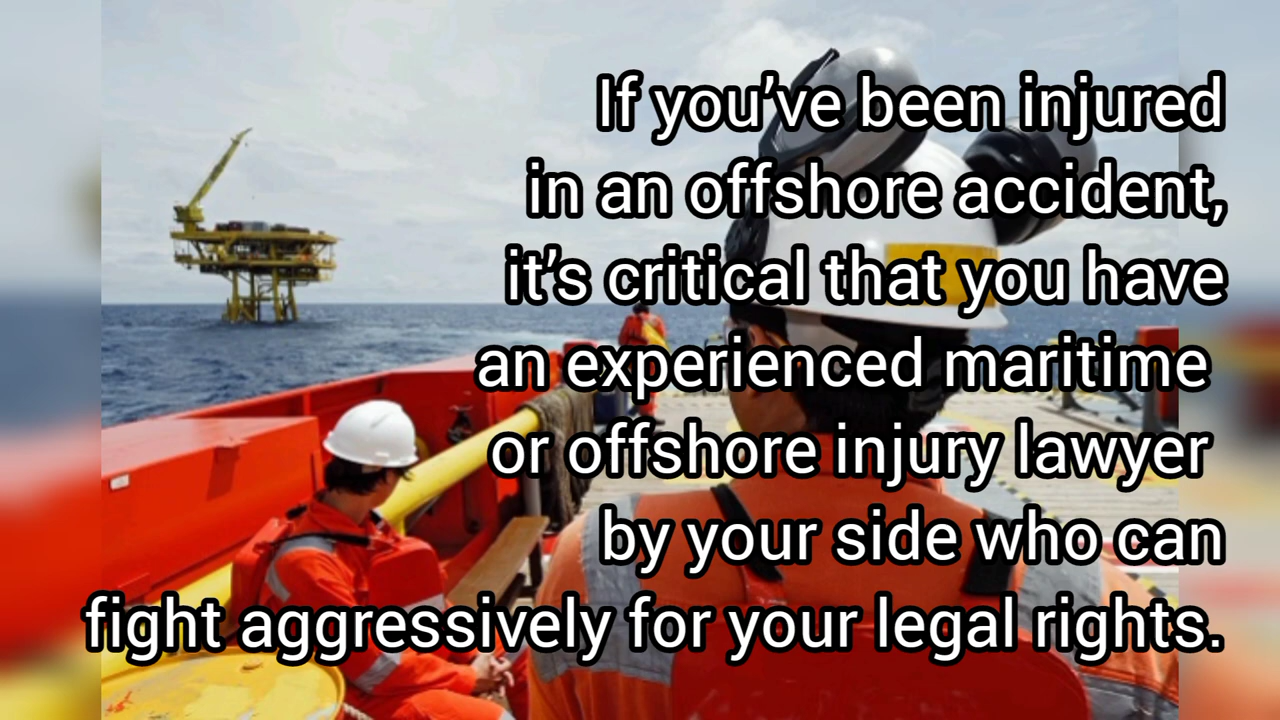 If you’ve been injured
in an offshore accident,
it’s critical that you have
an experienced maritime
or offshore injury lawyer
by your side who can
fight aggressively for your legal rights.